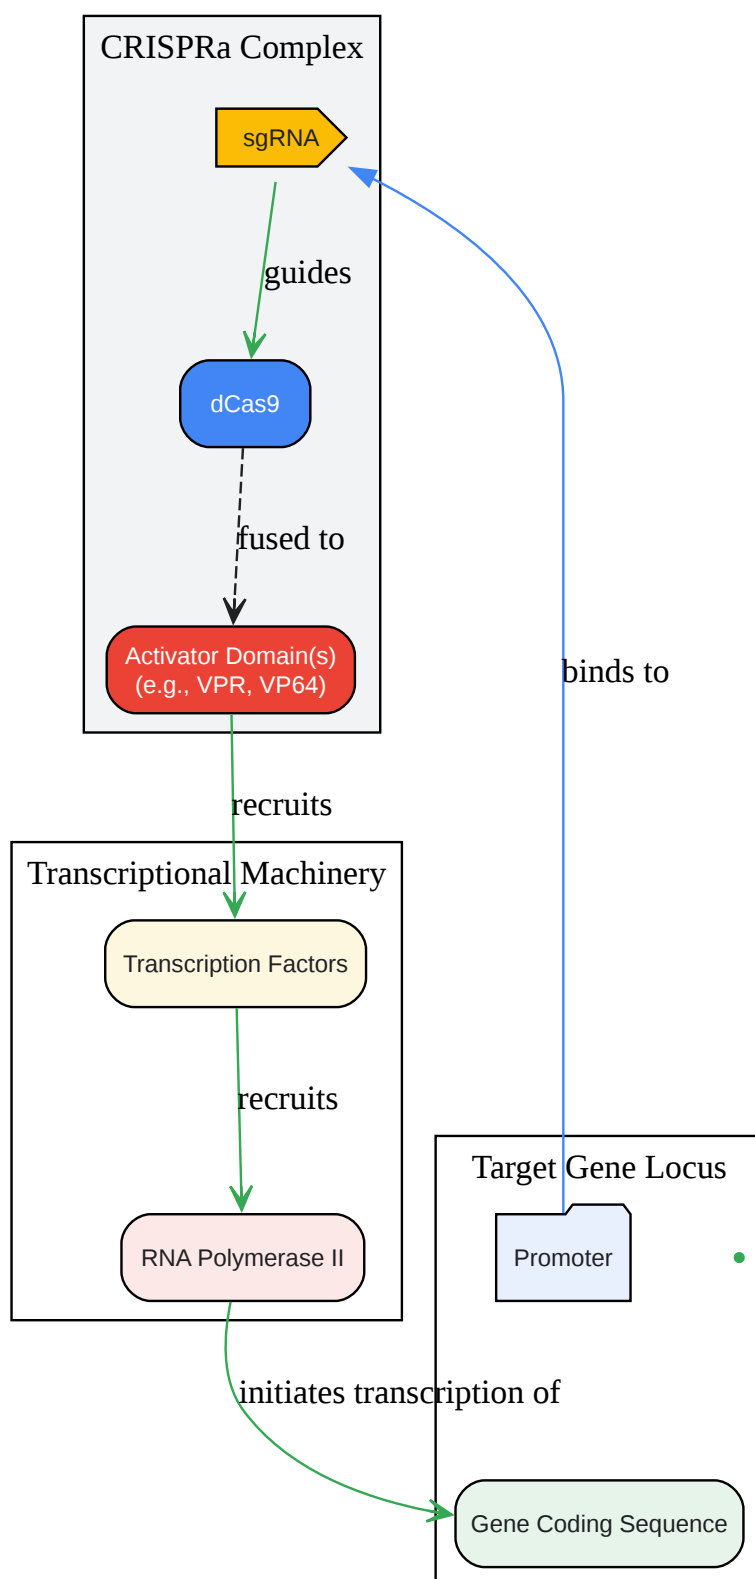 CRISPRa Complex
sgRNA
guides
dCas9
fused to
Activator Domain(s)
(e.g., VPR, VP64)
binds to
recruits
Transcriptional Machinery
Transcription Factors
recruits
RNA Polymerase II
Target Gene Locus
Promoter
initiates transcription of
Gene Coding Sequence